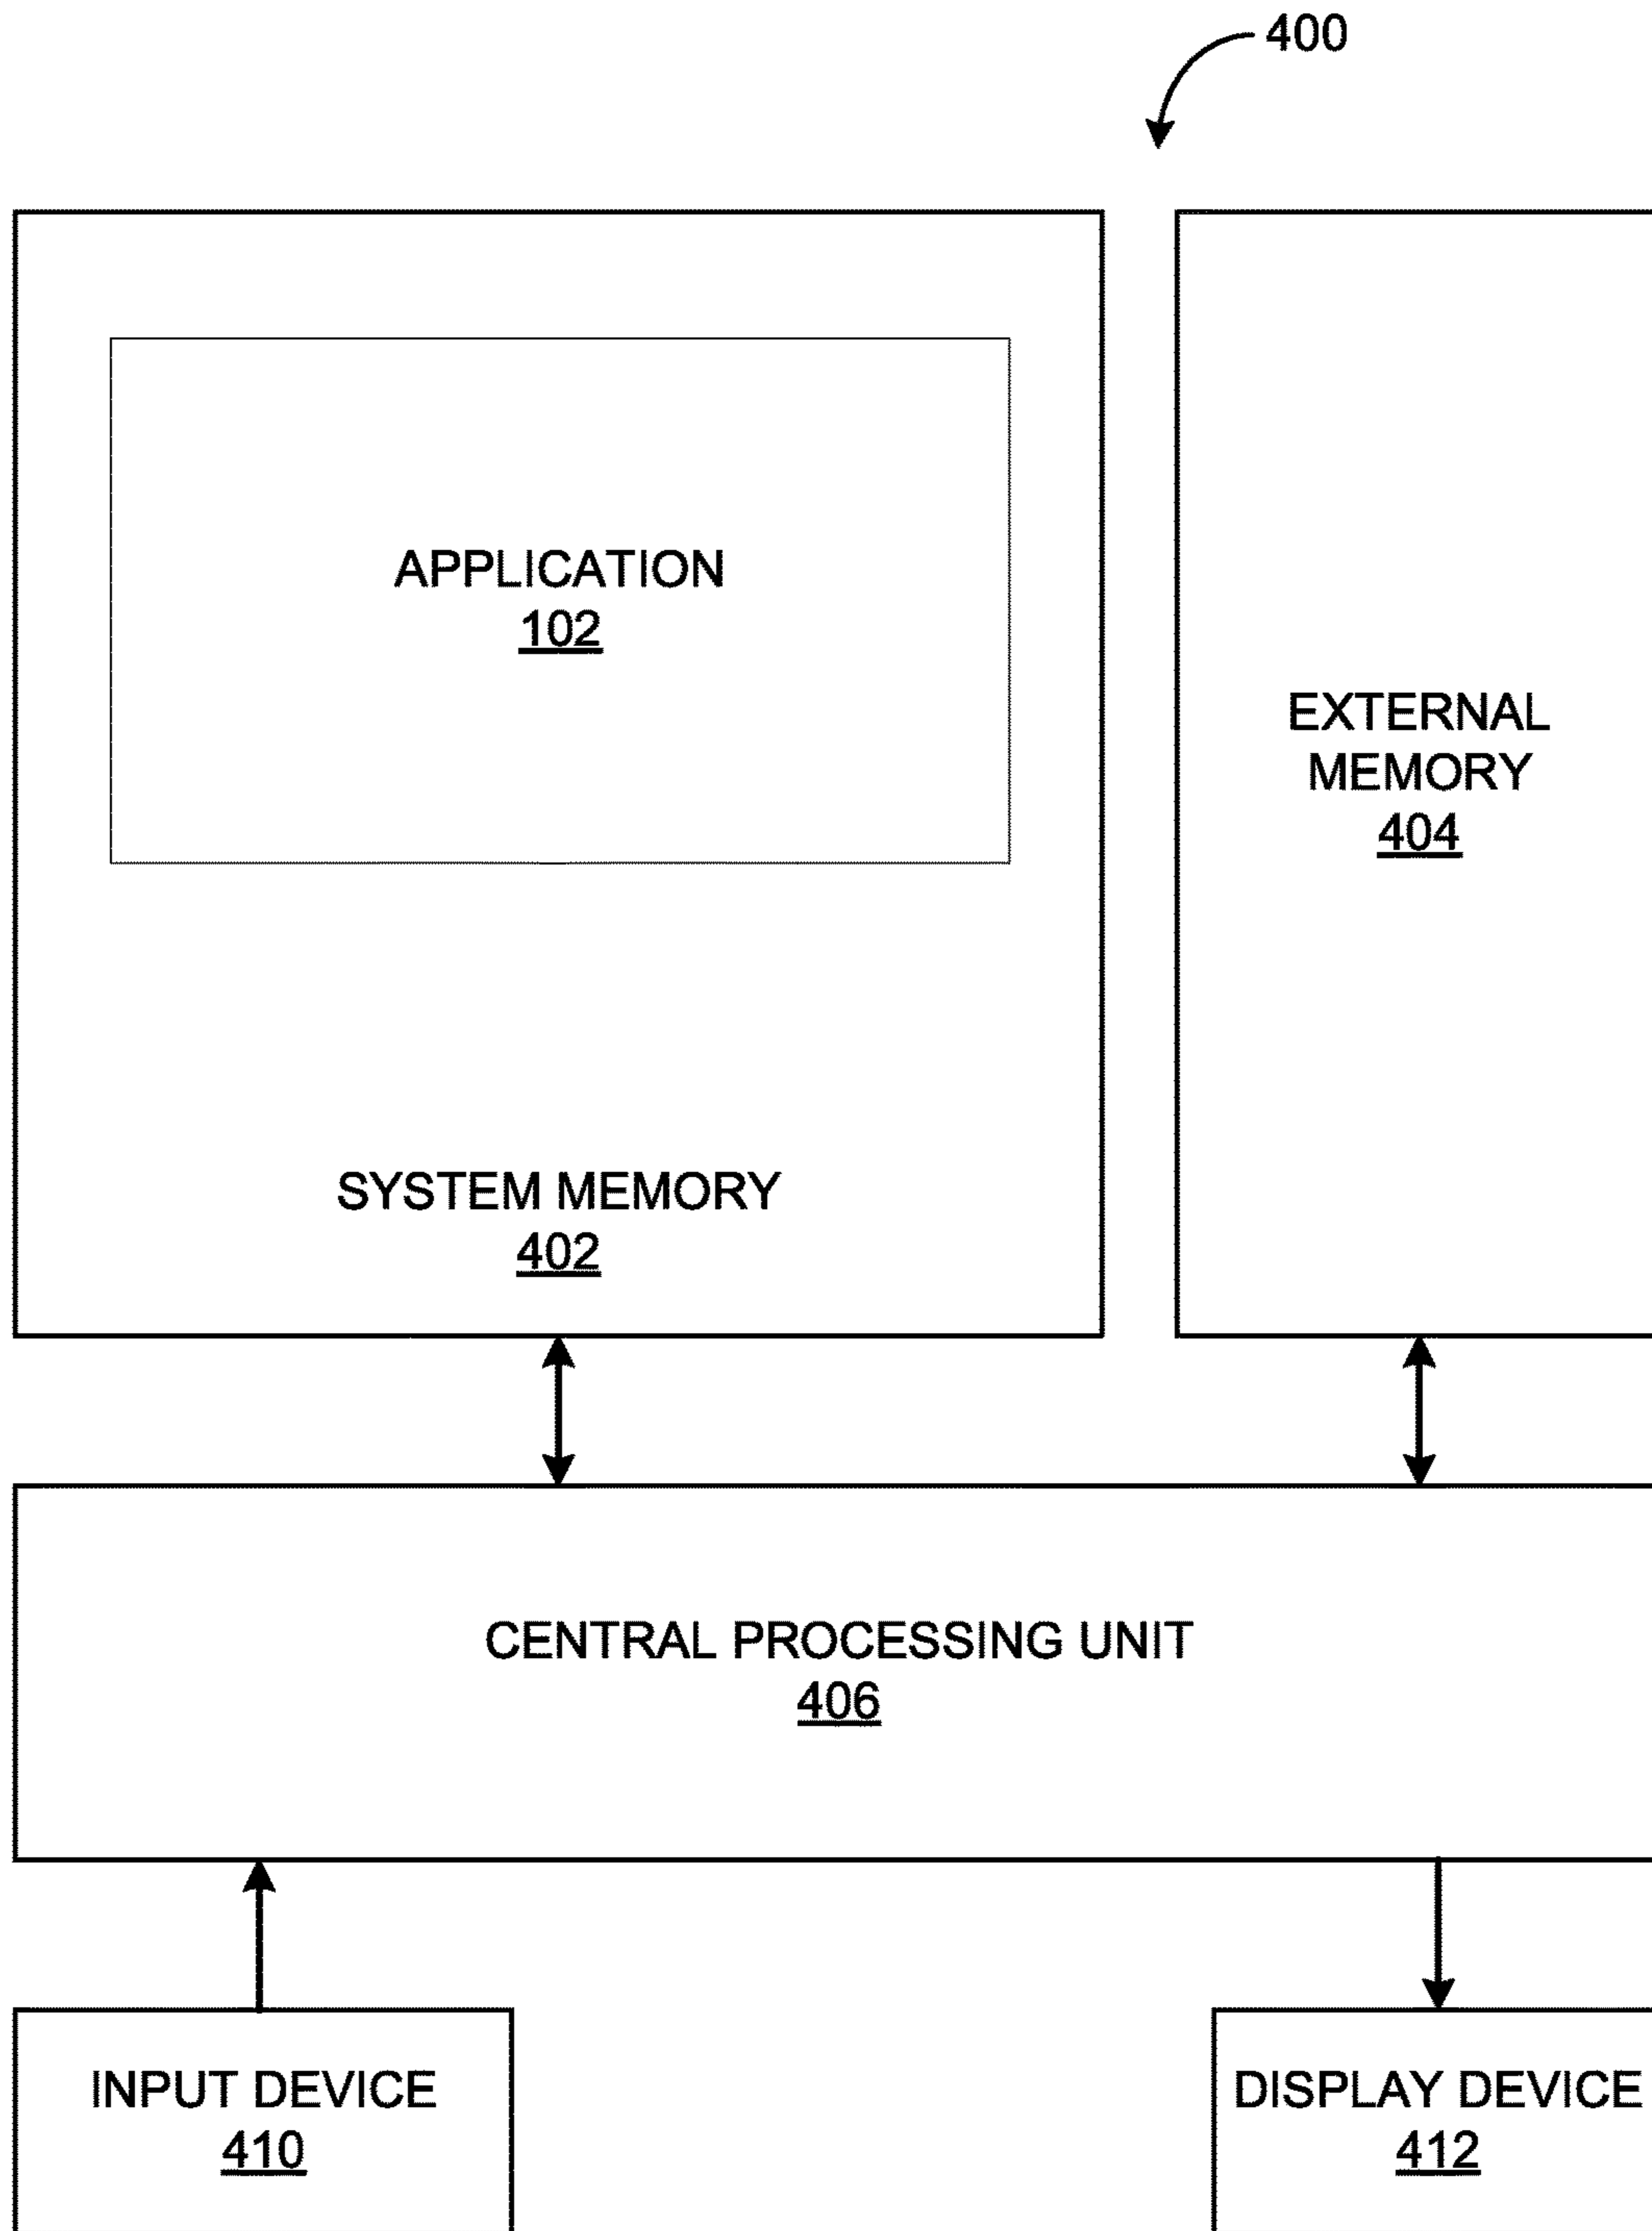 400
APPLICATION
102
EXTERNAL
MEMORY
404
SYSTEM MEMORY
402
CENTRAL PROCESSING UNIT
406
INPUT DEVICE
410
DISPLAY DEVICE
412